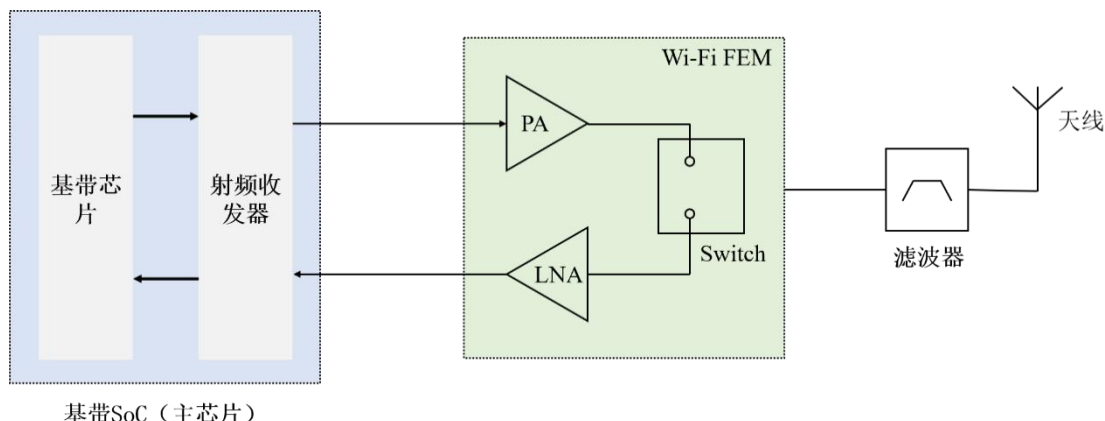 基带芯
片
射频收
发器
基带SoC（主芯片）
Wi-Fi FEM
PA
LNA
Switch
滤波器
天线